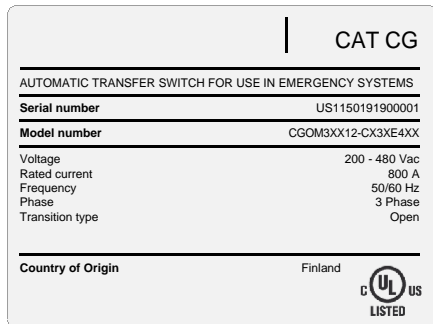 CAT CG
AUTOMATIC TRANSFER SWITCH FOR USE IN EMERGENCY SYSTEMS
Serial number US1150191900001
Model number CGOM3XX12-CX3XE4XX
Voltage 200 - 480 Vac
Rated current 800 A
Frequency 50/60 Hz
Phase 3 Phase
Transition type Open
Country of Origin Finland
C UL US
LISTED